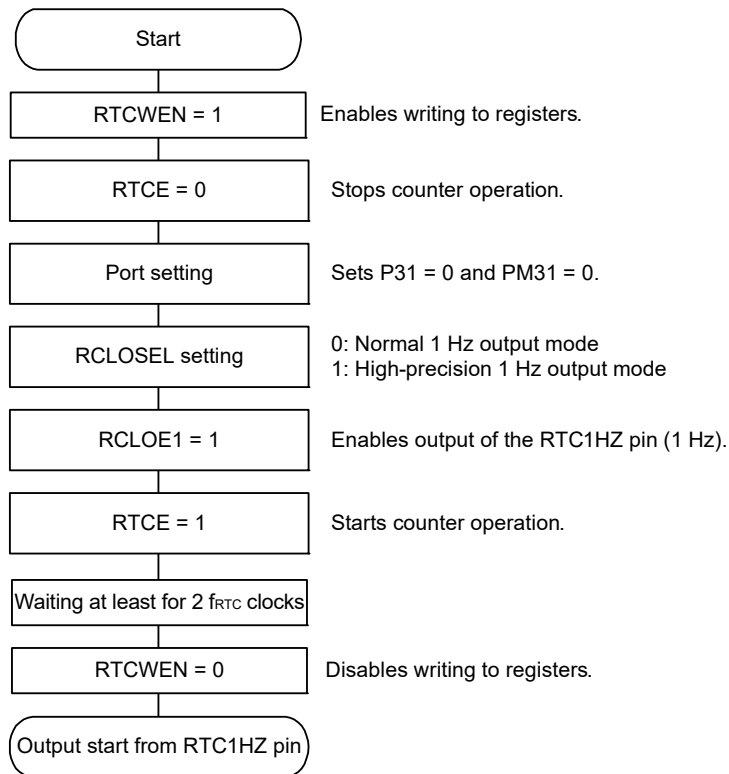 Start
RTCWEN = 1
Enables writing to registers.
RTCE = 0
Stops counter operation.
Port setting
Sets P31 = 0 and PM31 = 0.
RCLOSEL setting
0: Normal 1 Hz output mode
1: High-precision 1 Hz output mode
RCLOE1 = 1
Enables output of the RTC1HZ pin (1 Hz).
RTCE = 1
Starts counter operation.
Waiting at least for 2 fRTC clocks
RTCWEN = 0
Disables writing to registers.
Output start from RTC1HZ pin